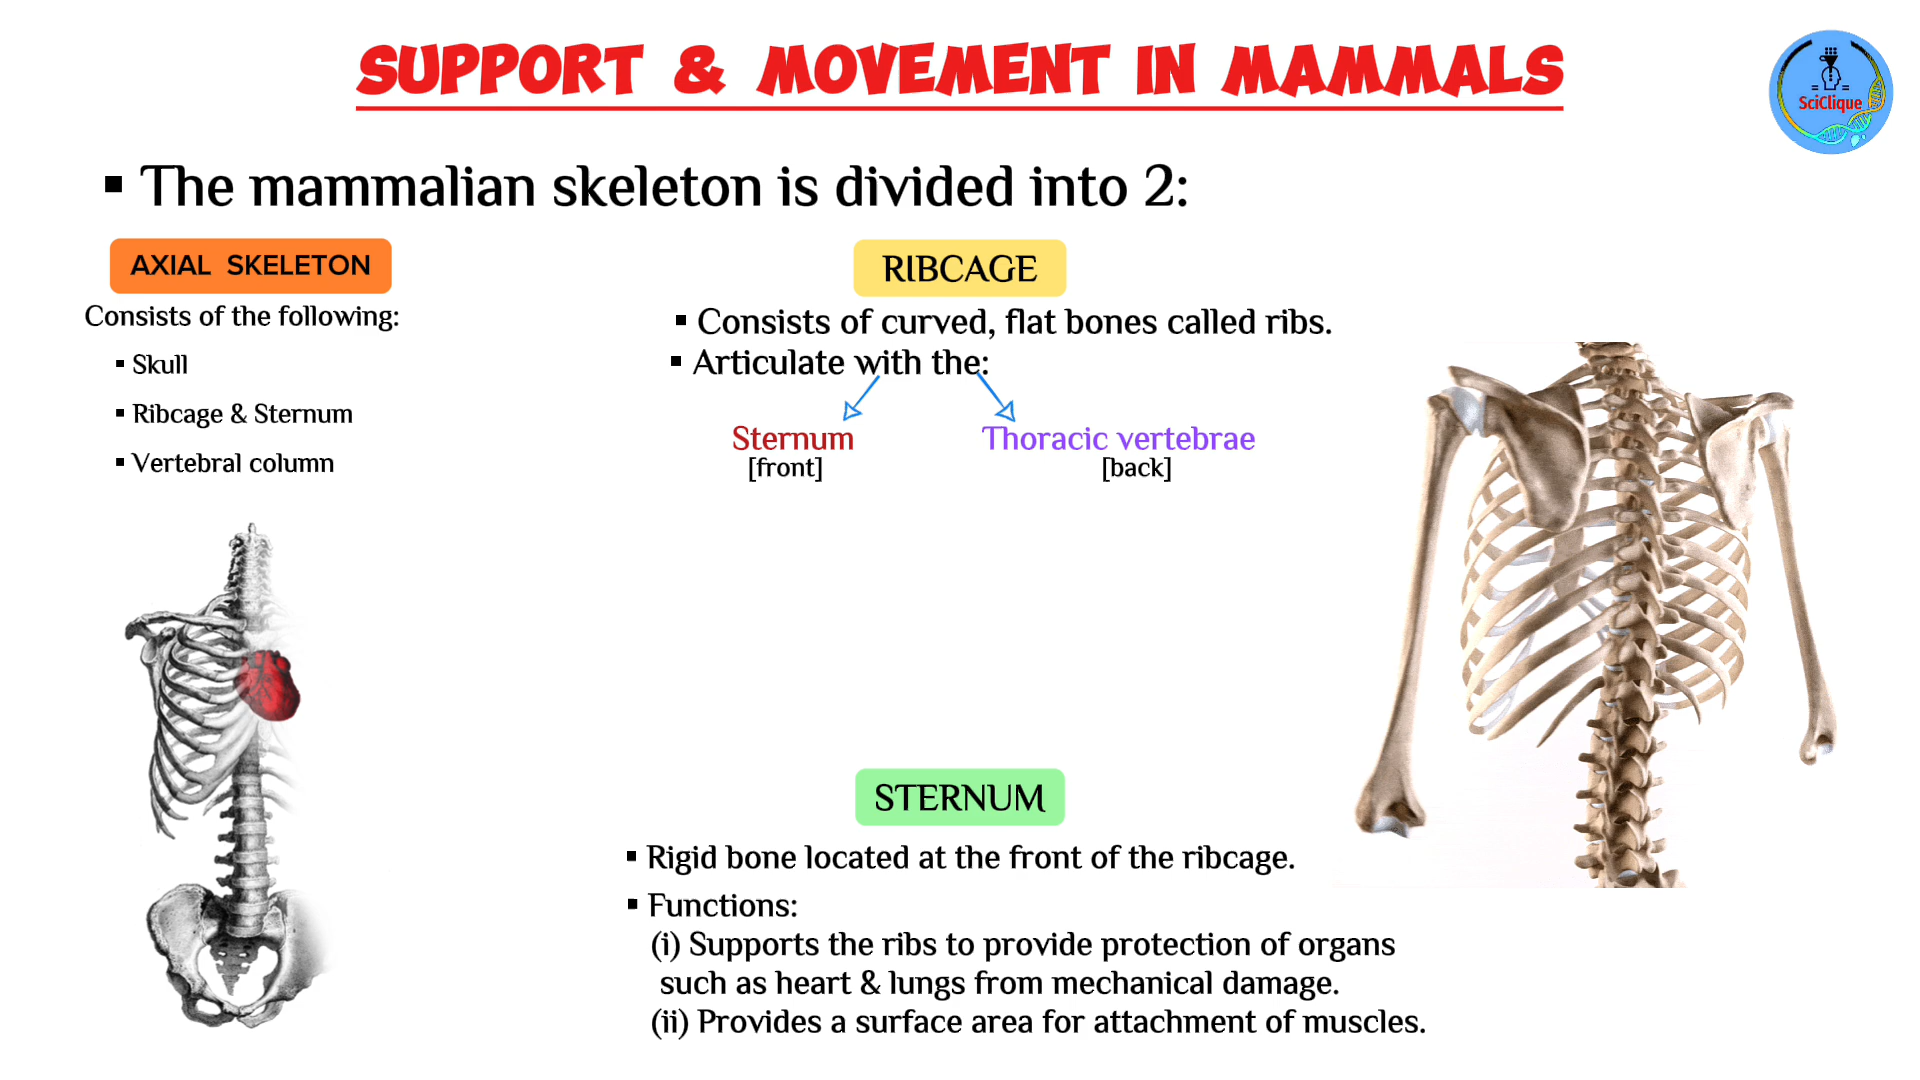 SUPPORT & MOVEMENT IN MAMMALS
SciClique
▪ The mammalian skeleton is divided into 2:
AXIAL SKELETON
Consists of the following:
▪ Skull
▪ Ribcage & Sternum
▪ Vertebral column
RIBCAGE
▪ Consists of curved, flat bones called ribs.
▪ Articulate with the:
Sternum
[front]
Thoracic vertebrae
[back]
STERNUM
▪ Rigid bone located at the front of the ribcage.
▪ Functions:
(i) Supports the ribs to provide protection of organs
such as heart & lungs from mechanical damage.
(ii) Provides a surface area for attachment of muscles.